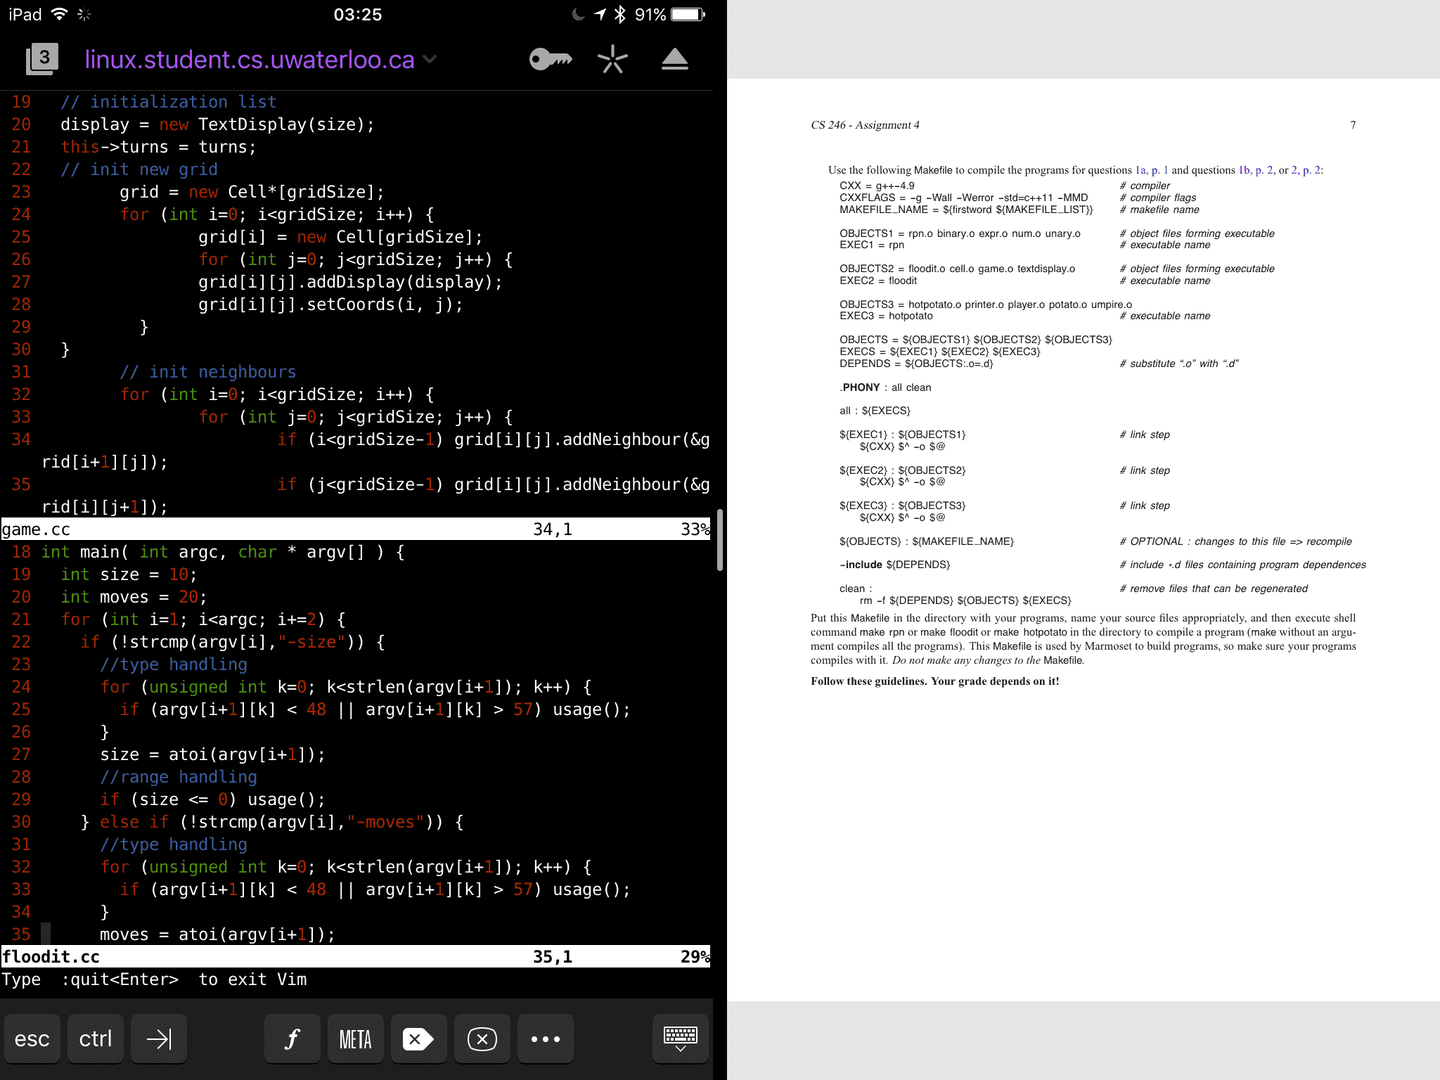 iPad 03:25 91%
3 linux.student.cs.uwaterloo.ca
19 // initialization list
20 display = new TextDisplay(size);
21 this->turns = turns;
22 // init new grid
23 grid = new Cell*[gridSize];
24 for (int i=0; i<gridSize; i++) {
25 grid[i] = new Cell[gridSize];
26 for (int j=0; j<gridSize; j++) {
27 grid[i][j].addDisplay(display);
28 grid[i][j].setCoords(i, j);
29 }
30 }
31 // init neighbours
32 for (int i=0; i<gridSize; i++) {
33 for (int j=0; j<gridSize; j++) {
34 if (i<gridSize-1) grid[i][j].addNeighbour(&g
rid[i+1][j]);
35 if (j<gridSize-1) grid[i][j].addNeighbour(&g
rid[i][j+1]);
game.cc 34,1 33%
18 int main( int argc, char * argv[] ) {
19 int size = 10;
20 int moves = 20;
21 for (int i=1; i<argc; i+=2) {
22 if (!strcmp(argv[i],"-size")) {
23 //type handling
24 for (unsigned int k=0; k<strlen(argv[i+1]); k++) {
25 if (argv[i+1][k] < 48 || argv[i+1][k] > 57) usage();
26 }
27 size = atoi(argv[i+1]);
28 //range handling
29 if (size <= 0) usage();
30 } else if (!strcmp(argv[i],"-moves")) {
31 //type handling
32 for (unsigned int k=0; k<strlen(argv[i+1]); k++) {
33 if (argv[i+1][k] < 48 || argv[i+1][k] > 57) usage();
34 }
35 moves = atoi(argv[i+1]);
floodit.cc 35,1 29%
Type :quit<Enter> to exit Vim
esc ctrl f META •••
CS 246 - Assignment 4 7
Use the following Makefile to compile the programs for questions 1a, p. 1 and questions 1b, p. 2, or 2, p. 2:
CXX = g++-4.9 # compiler
CXXFLAGS = -g -Wall -Werror -std=c++11 -MMD # compiler flags
MAKEFILE_NAME = ${firstword ${MAKEFILE_LIST}} # makefile name
OBJECTS1 = rpn.o binary.o expr.o num.o unary.o # object files forming executable
EXEC1 = rpn # executable name
OBJECTS2 = floodit.o cell.o game.o textdisplay.o # object files forming executable
EXEC2 = floodit # executable name
OBJECTS3 = hotpotato.o printer.o player.o potato.o umpire.o
EXEC3 = hotpotato # executable name
OBJECTS = ${OBJECTS1} ${OBJECTS2} ${OBJECTS3}
EXECS = ${EXEC1} ${EXEC2} ${EXEC3}
DEPENDS = ${OBJECTS:.o=.d} # substitute “.o” with “.d”
.PHONY : all clean
all : ${EXECS}
${EXEC1} : ${OBJECTS1} # link step
${CXX} $^ -o $@
${EXEC2} : ${OBJECTS2} # link step
${CXX} $^ -o $@
${EXEC3} : ${OBJECTS3} # link step
${CXX} $^ -o $@
${OBJECTS} : ${MAKEFILE_NAME} # OPTIONAL : changes to this file => recompile
-include ${DEPENDS} # include *.d files containing program dependences
clean : # remove files that can be regenerated
rm -f ${DEPENDS} ${OBJECTS} ${EXECS}
Put this Makefile in the directory with your programs, name your source files appropriately, and then execute shell
command make rpn or make floodit or make hotpotato in the directory to compile a program (make without an argu-
ment compiles all the programs). This Makefile is used by Marmoset to build programs, so make sure your programs
compiles with it. Do not make any changes to the Makefile.
Follow these guidelines. Your grade depends on it!